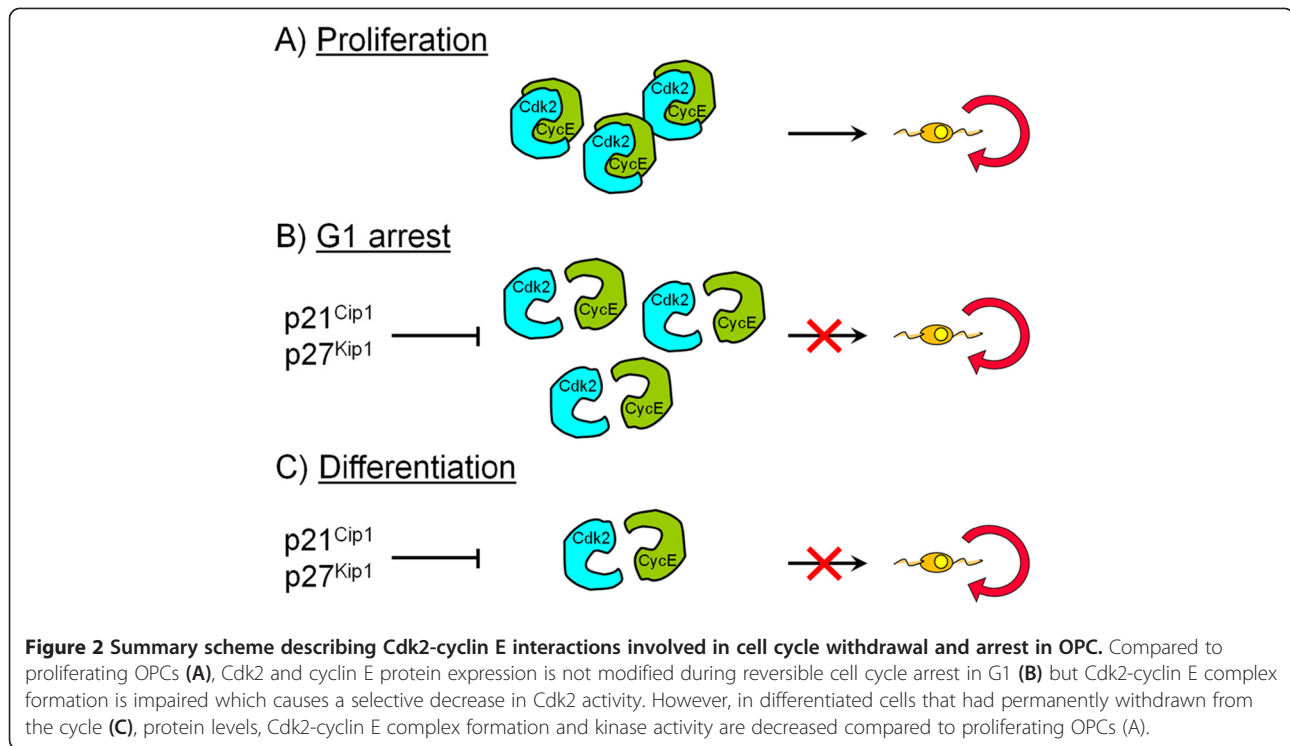 A) Proliferation
Cdk2 CycE
Cdk2 CycE
Cdk2 CycE
B) G1 arrest
p21Cip1
p27Kip1
Cdk2 CycE
Cdk2 CycE
Cdk2 CycE
C) Differentiation
p21Cip1
p27Kip1
Cdk2 CycE
Figure 2 Summary scheme describing Cdk2-cyclin E interactions involved in cell cycle withdrawal and arrest in OPC. Compared to
proliferating OPCs (A), Cdk2 and cyclin E protein expression is not modified during reversible cell cycle arrest in G1 (B) but Cdk2-cyclin E complex
formation is impaired which causes a selective decrease in Cdk2 activity. However, in differentiated cells that had permanently withdrawn from
the cycle (C), protein levels, Cdk2-cyclin E complex formation and kinase activity are decreased compared to proliferating OPCs (A).